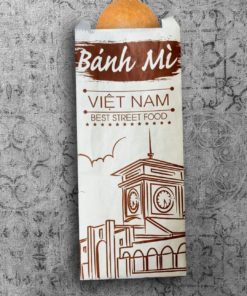 Bánh Mì
VIỆT NAM
BEST STREET FOOD